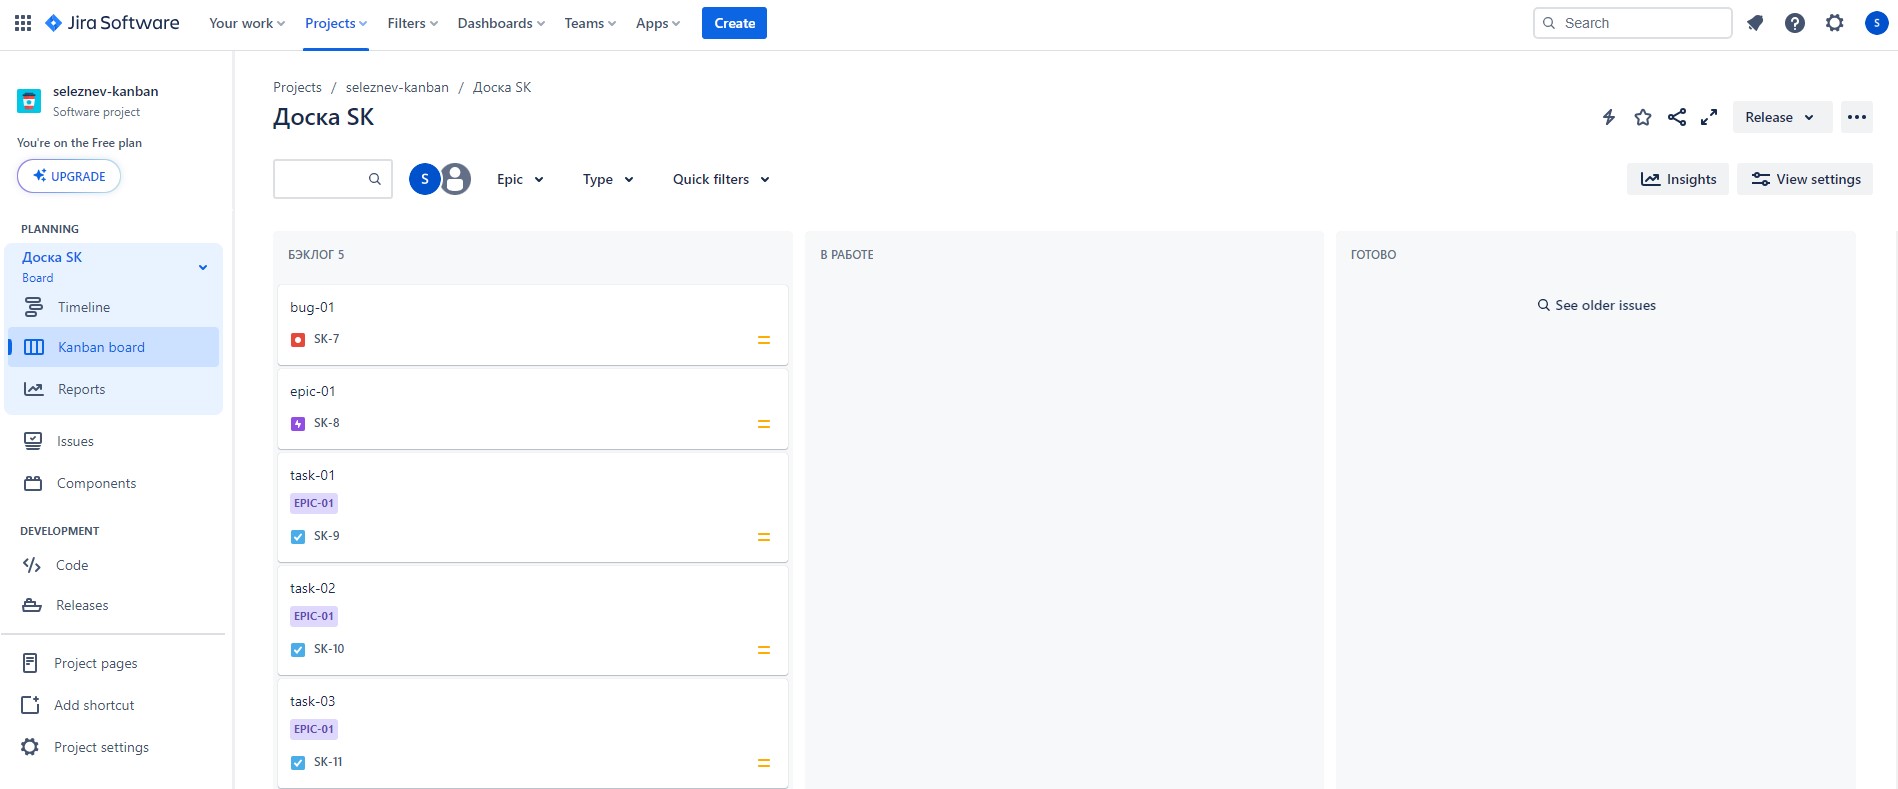 Jira Software Your work Projects Filters Dashboards Teams Apps Create Search S
seleznev-kanban
Software project
You're on the Free plan
UPGRADE
PLANNING
Доска SK
Board
Timeline
Kanban board
Reports
Issues
Components
DEVELOPMENT
Code
Releases
Project pages
Add shortcut
Project settings
Projects / seleznev-kanban / Доска SK
Доска SK
Release
S Epic Type Quick filters Insights View settings
БЭКЛОГ 5
bug-01
SK-7
epic-01
SK-8
task-01
EPIC-01
SK-9
task-02
EPIC-01
SK-10
task-03
EPIC-01
SK-11
В РАБОТЕ
ГОТОВО
See older issues